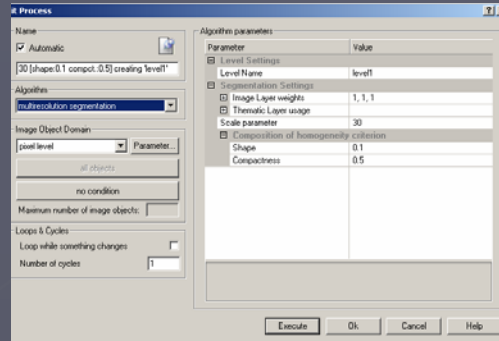 it Process
Name
Automatic
30 [shape:0.1 compct.:0.5] creating 'level1'
Algorithm
multiresolution segmentation
Image Object Domain
pixel level
Parameter...
all objects
no condition
Maximum number of image objects:
Loops & Cycles
Loop while something changes
Number of cycles
1
Algorithm parameters
Parameter Value
Level Settings
Level Name level1
Segmentation Settings
Image Layer weights 1, 1, 1
Thematic Layer usage
Scale parameter 30
Composition of homogeneity criterion
Shape 0.1
Compactness 0.5
Execute Ok Cancel Help